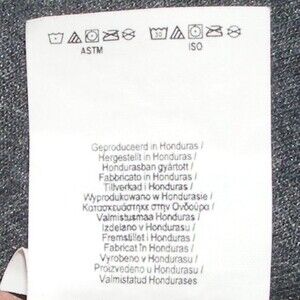 ASTM ISO
Geproduceerd in Honduras /
Hergestellt in Honduras /
Hondurasban gyártott /
Fabbricato in Honduras /
Tillverkad i Honduras /
Wyprodukowano w Hondurasie /
Κατασκευάστηκε στην Ονδούρα /
Valmistusmaa Honduras /
Izdelano v Hondurasu /
Fremstillet i Honduras /
Fabricat în Honduras /
Vyrobeno v Hondurasu /
Proizvedeno u Hondurasu /
Valmistatud Hondurases